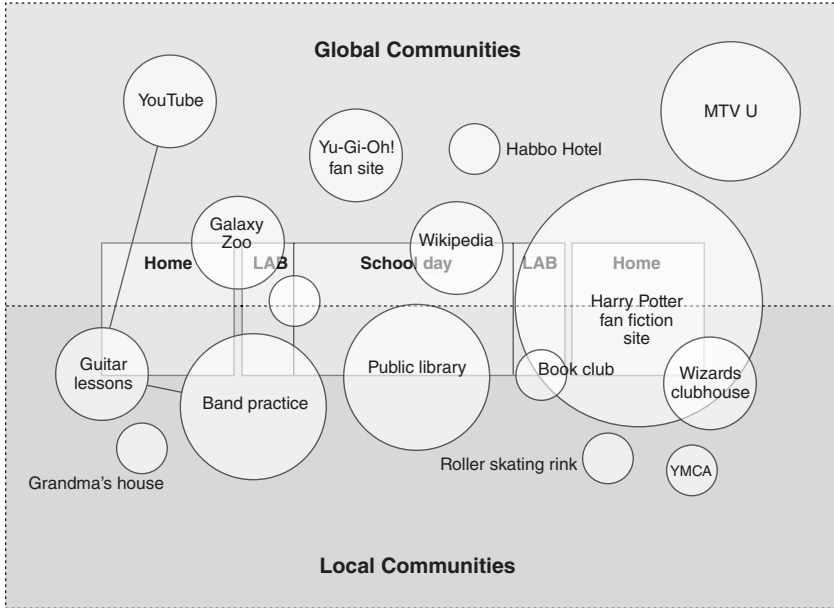 Global Communities
YouTube
MTV U
Yu-Gi-Oh!
fan site
Habbo Hotel
Galaxy
Zoo
Wikipedia
Home
LAB
School day
LAB
Home
Harry Potter
fan fiction
site
Guitar
lessons
Public library
Book club
Wizards
clubhouse
Band practice
Roller skating rink
YMCA
Grandma's house
Local Communities